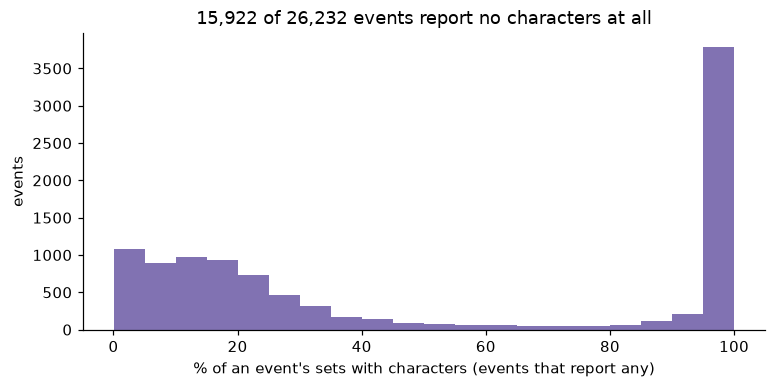 15,922 of 26,232 events report no characters at all
events
3500
3000
2500
2000
1500
1000
500
0
0 20 40 60 80 100
% of an event's sets with characters (events that report any)